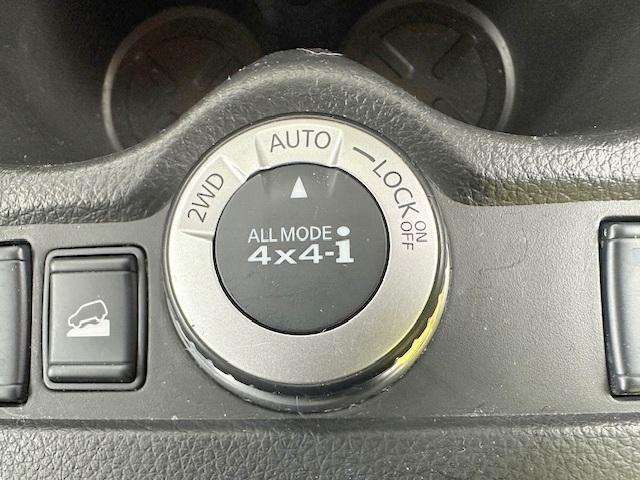 2WD
AUTO
LOCK
ON
OFF
ALL MODE
4x4-i